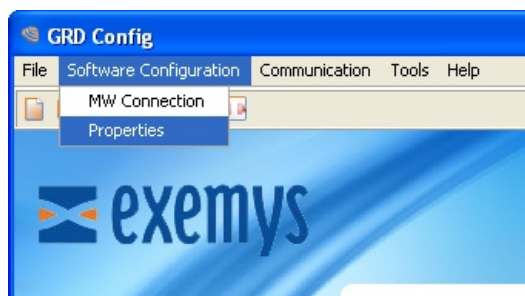 GRD Config
File Software Configuration Communication Tools Help
MW Connection
Properties
exemys